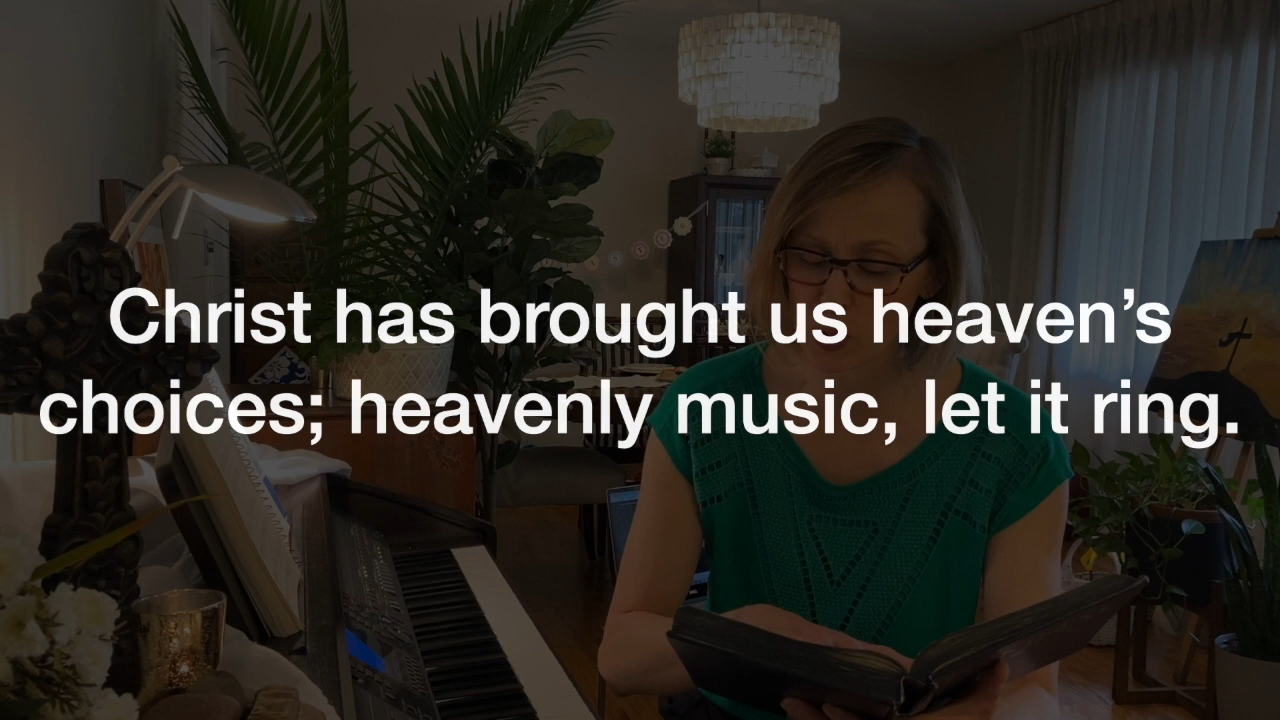 Christ has brought us heaven’s
choices; heavenly music, let it ring.